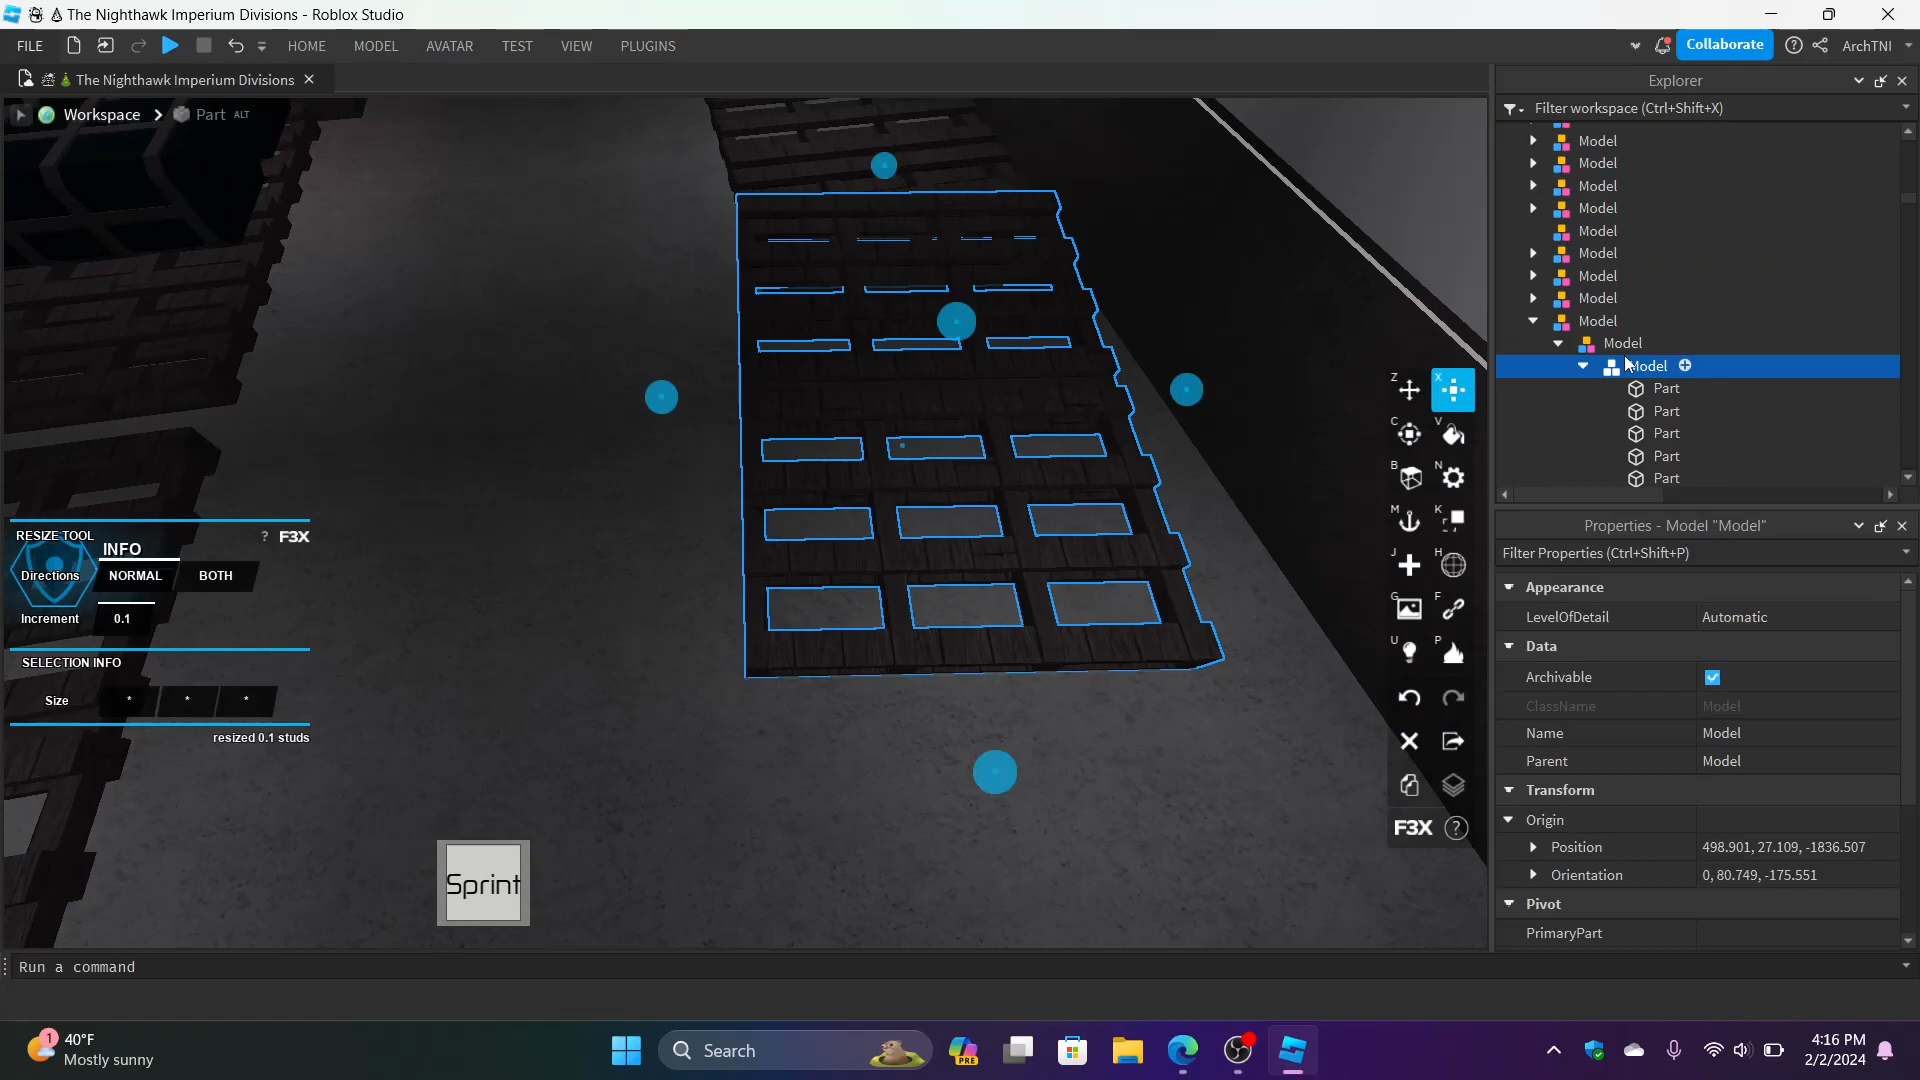 The Nighthawk Imperium Divisions - Roblox Studio
FILE HOME MODEL AVATAR TEST VIEW PLUGINS Collaborate ArchTNI
The Nighthawk Imperium Divisions
Workspace Part ALT
Explorer
Filter workspace (Ctrl+Shift+X)
Model
Model
Model
Model
Model
Model
Model
Model
Model
Model
Model
Part
Part
Part
Part
Part
Z X
C V
B N
M K
J H
G F
U P
F3X ?
RESIZE TOOL ? F3X
INFO
Directions NORMAL BOTH
Increment 0.1
SELECTION INFO
Size * * *
resized 0.1 studs
Sprint
Properties - Model "Model"
Filter Properties (Ctrl+Shift+P)
Appearance
LevelOfDetail Automatic
Data
Archivable
ClassName Model
Name Model
Parent Model
Transform
Origin
Position 498.901, 27.109, -1836.507
Orientation 0, 80.749, -175.551
Pivot
PrimaryPart
Run a command
1
40°F
Mostly sunny
Search
PRE
4:16 PM
2/2/2024